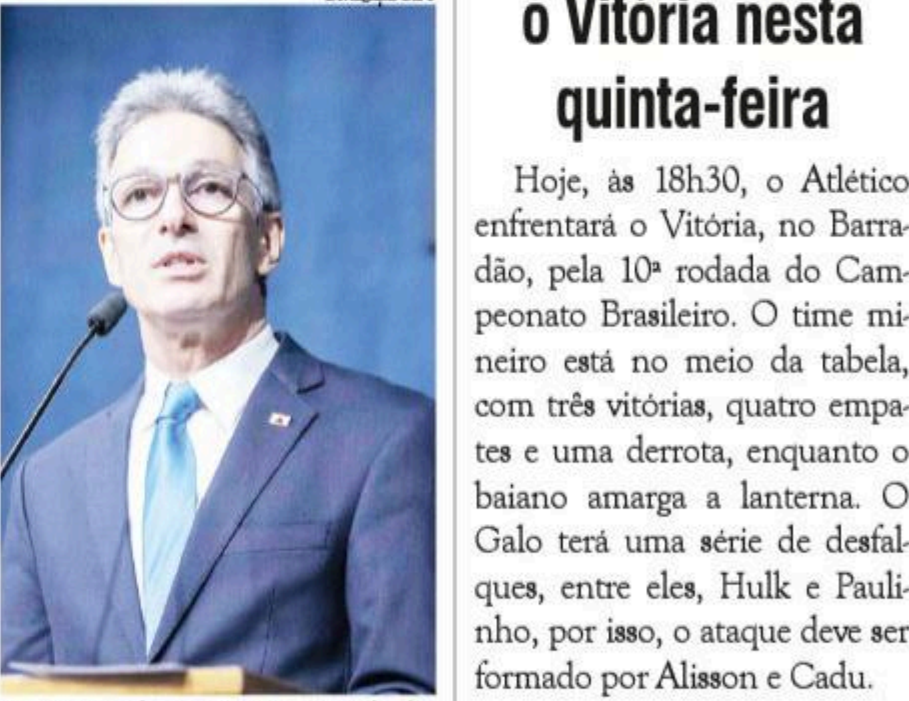 o Vitória nesta
quinta-feira
Hoje, às 18h30, o Atlético
enfrentará o Vitória, no Barra-
dão, pela 10ª rodada do Cam-
peonato Brasileiro. O time mi-
neiro está no meio da tabela,
com três vitórias, quatro empa-
tes e uma derrota, enquanto o
baiano amarga a lanterna. O
Galo terá uma série de desfal-
ques, entre eles, Hulk e Pauli-
nho, por isso, o ataque deve ser
formado por Alisson e Cadu.